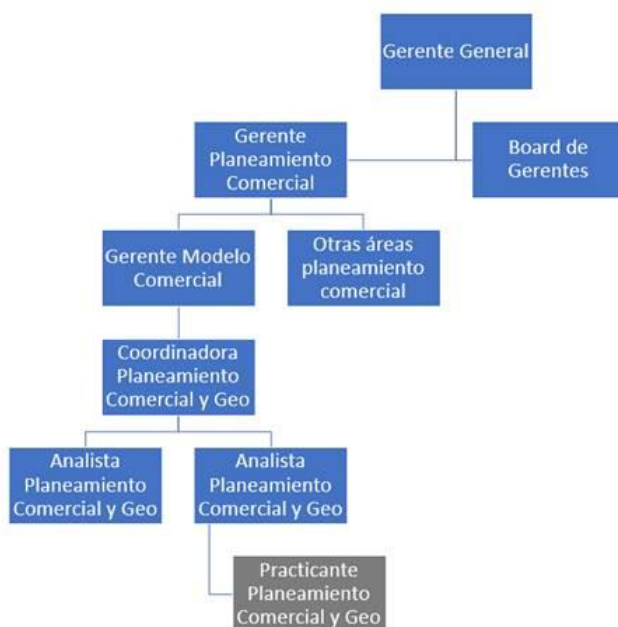 Gerente General
Gerente
Planeamiento
Comercial
Board de
Gerentes
Gerente Modelo
Comercial
Otras áreas
planeamiento
comercial
Coordinadora
Planeamiento
Comercial y Geo
Analista
Planeamiento
Comercial y Geo
Analista
Planeamiento
Comercial y Geo
Practicante
Planeamiento
Comercial y Geo